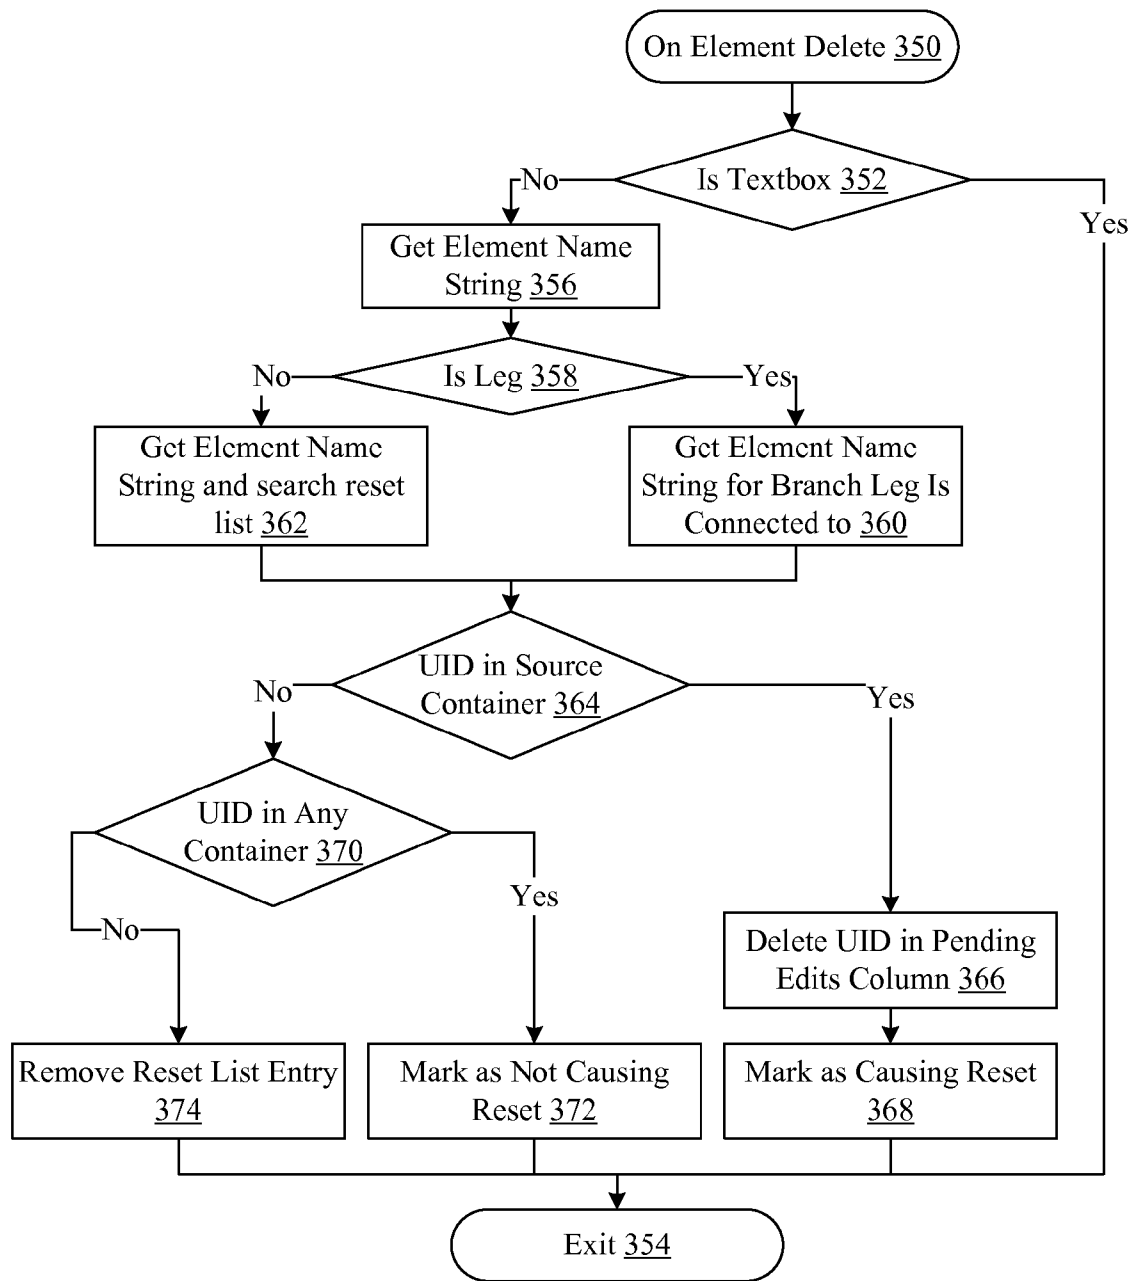 On Element Delete 350
Is Textbox 352
No
Yes
Get Element Name
String 356
Is Leg 358
No
Yes
Get Element Name
String and search reset
list 362
Get Element Name
String for Branch Leg Is
Connected to 360
UID in Source
Container 364
No
Yes
UID in Any
Container 370
Yes
No
Delete UID in Pending
Edits Column 366
Remove Reset List Entry
374
Mark as Not Causing
Reset 372
Mark as Causing Reset
368
Exit 354